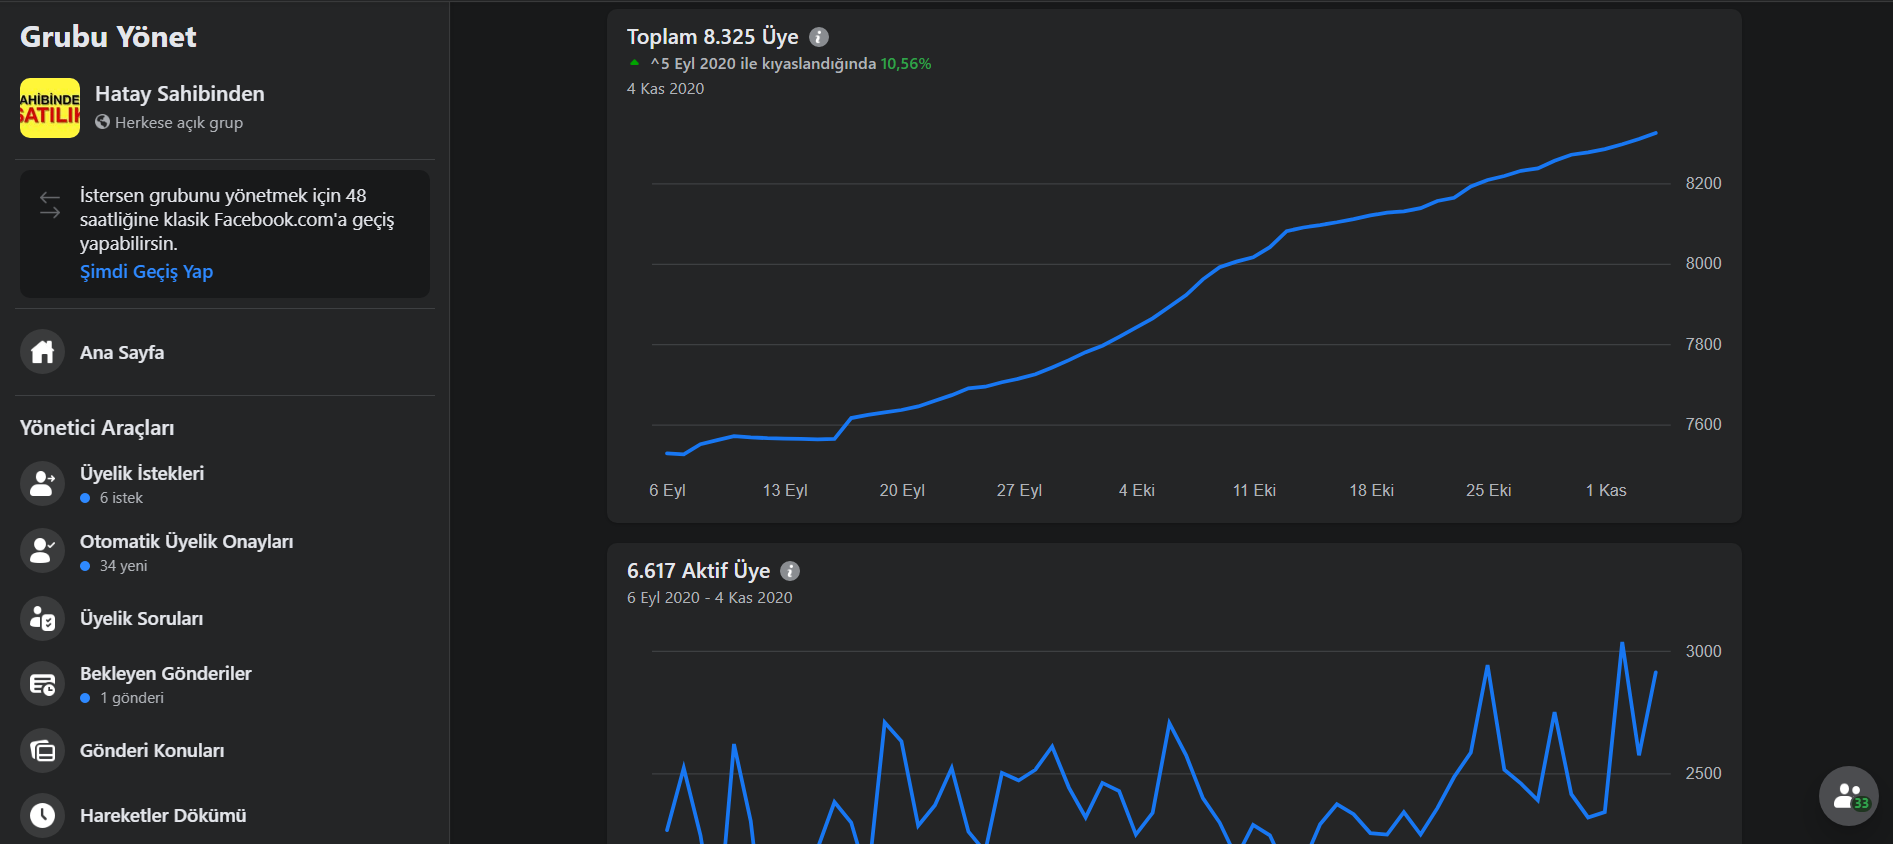 Grubu Yönet
AHİBİNDE
SATILI
Hatay Sahibinden
Herkese açık grup
İstersen grubunu yönetmek için 48
saatliğine klasik Facebook.com'a geçiş
yapabilirsin.
Şimdi Geçiş Yap
Ana Sayfa
Yönetici Araçları
Üyelik İstekleri
6 istek
Otomatik Üyelik Onayları
34 yeni
Üyelik Soruları
Bekleyen Gönderiler
1 gönderi
Gönderi Konuları
Hareketler Dökümü
Toplam 8.325 Üye
^5 Eyl 2020 ile kıyaslandığında 10,56%
4 Kas 2020
8200
8000
7800
7600
6 Eyl 13 Eyl 20 Eyl 27 Eyl 4 Eki 11 Eki 18 Eki 25 Eki 1 Kas
6.617 Aktif Üye
6 Eyl 2020 - 4 Kas 2020
3000
2500
33